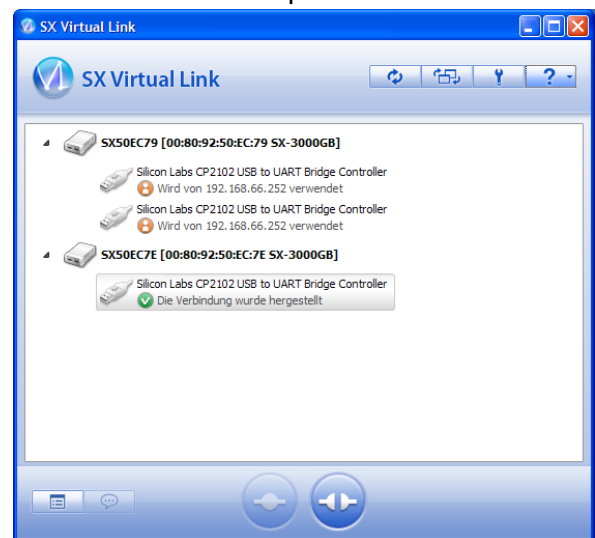 SX Virtual Link
SX Virtual Link
?
SX50EC79 [00:80:92:50:EC:79 SX-3000GB]
Silicon Labs CP2102 USB to UART Bridge Controller
Wird von 192.168.66.252 verwendet
Silicon Labs CP2102 USB to UART Bridge Controller
Wird von 192.168.66.252 verwendet
SX50EC7E [00:80:92:50:EC:7E SX-3000GB]
Silicon Labs CP2102 USB to UART Bridge Controller
Die Verbindung wurde hergestellt